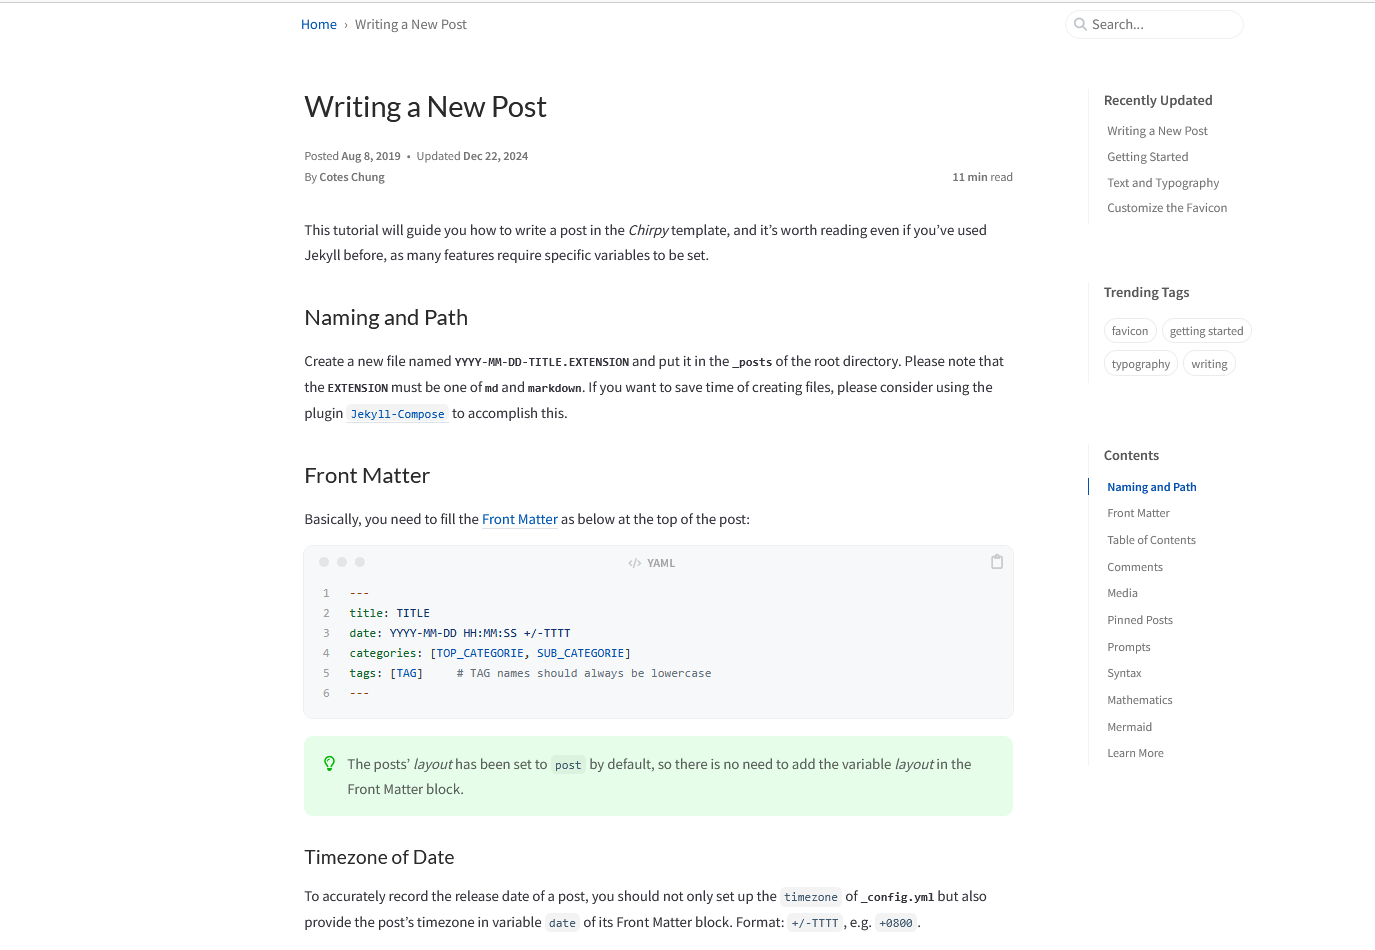 Home › Writing a New Post
Search...
Writing a New Post
Posted Aug 8, 2019 • Updated Dec 22, 2024
By Cotes Chung
11 min read
This tutorial will guide you how to write a post in the Chirpy template, and it’s worth reading even if you’ve used
Jekyll before, as many features require specific variables to be set.
Naming and Path
Create a new file named YYYY-MM-DD-TITLE.EXTENSION and put it in the _posts of the root directory. Please note that
the EXTENSION must be one of md and markdown. If you want to save time of creating files, please consider using the
plugin Jekyll-Compose to accomplish this.
Front Matter
Basically, you need to fill the Front Matter as below at the top of the post:
</> YAML
1 ---
2 title: TITLE
3 date: YYYY-MM-DD HH:MM:SS +/-TTTT
4 categories: [TOP_CATEGORIE, SUB_CATEGORIE]
5 tags: [TAG]     # TAG names should always be lowercase
6 ---
The posts’ layout has been set to post by default, so there is no need to add the variable layout in the
Front Matter block.
Timezone of Date
To accurately record the release date of a post, you should not only set up the timezone of _config.yml but also
provide the post’s timezone in variable date of its Front Matter block. Format: +/-TTTT, e.g. +0800.
Recently Updated
Writing a New Post
Getting Started
Text and Typography
Customize the Favicon
Trending Tags
favicon
getting started
typography
writing
Contents
Naming and Path
Front Matter
Table of Contents
Comments
Media
Pinned Posts
Prompts
Syntax
Mathematics
Mermaid
Learn More